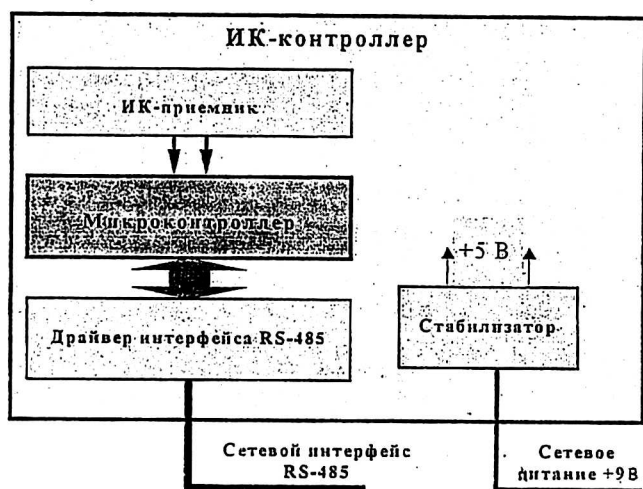 ИК-контроллер
ИК-приемник
Микроконтроллер
+5 В
Драйвер интерфейса RS-485
Стабилизатор
Сетевой интерфейс
RS-485
Сетевое
питание +9В